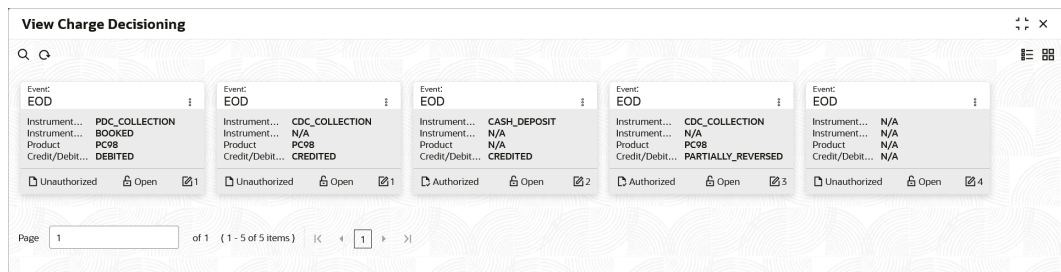 View Charge Decisioning
Event:
EOD
Instrument... PDC_COLLECTION
Instrument... BOOKED
Product PC98
Credit/Debit... DEBITED
Unauthorized Open 1
Event:
EOD
Instrument... CDC_COLLECTION
Instrument... N/A
Product PC98
Credit/Debit... CREDITED
Unauthorized Open 1
Event:
EOD
Instrument... CASH_DEPOSIT
Instrument... N/A
Product N/A
Credit/Debit... CREDITED
Authorized Open 2
Event:
EOD
Instrument... CDC_COLLECTION
Instrument... N/A
Product PC98
Credit/Debit... PARTIALLY_REVERSED
Authorized Open 3
Event:
EOD
Instrument... N/A
Instrument... N/A
Product N/A
Credit/Debit... N/A
Unauthorized Open 4
Page 1 of 1 (1 - 5 of 5 items) 1